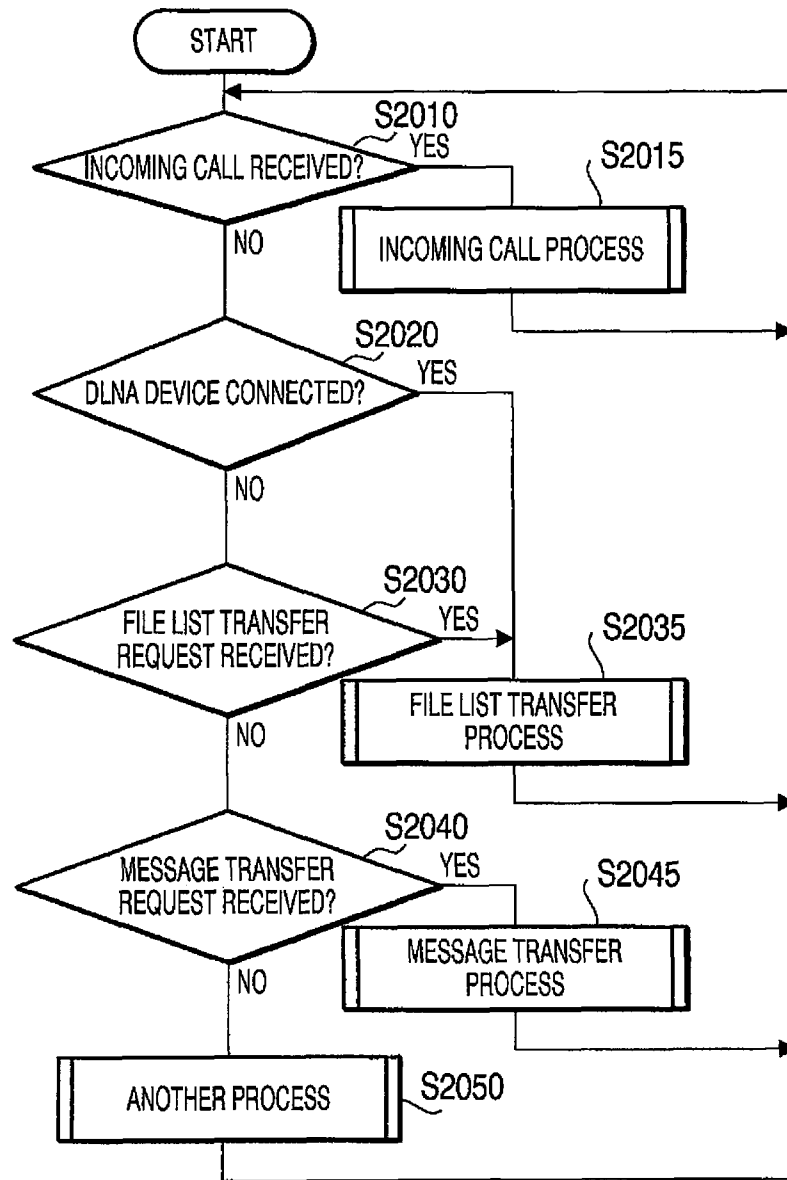 START
S2010
INCOMING CALL RECEIVED?
YES
S2015
INCOMING CALL PROCESS
NO
S2020
DLNA DEVICE CONNECTED?
YES
NO
S2030
FILE LIST TRANSFER
REQUEST RECEIVED?
YES
S2035
FILE LIST TRANSFER
PROCESS
NO
S2040
MESSAGE TRANSFER
REQUEST RECEIVED?
YES
S2045
MESSAGE TRANSFER
PROCESS
NO
ANOTHER PROCESS
S2050